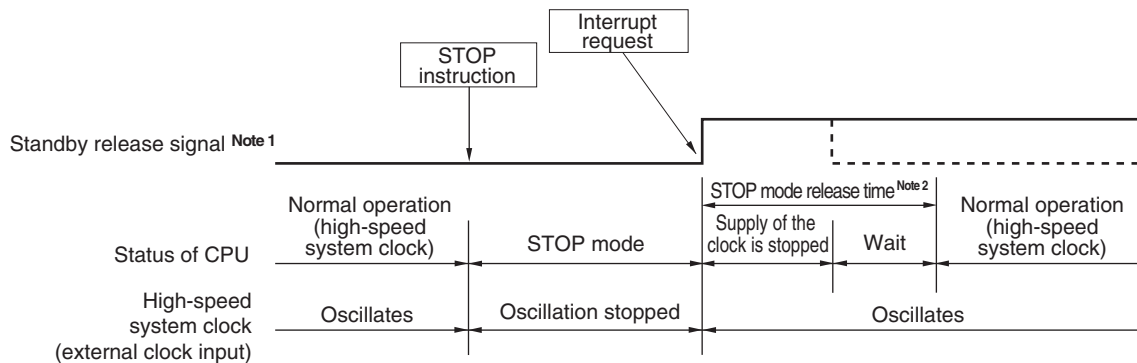 Interrupt
request
STOP
instruction
Standby release signal Note 1
STOP mode release time Note 2
Normal operation
(high-speed
system clock)
Supply of the
clock is stopped
Normal operation
(high-speed
system clock)
Status of CPU
STOP mode
Wait
High-speed
system clock
(external clock input)
Oscillates
Oscillation stopped
Oscillates